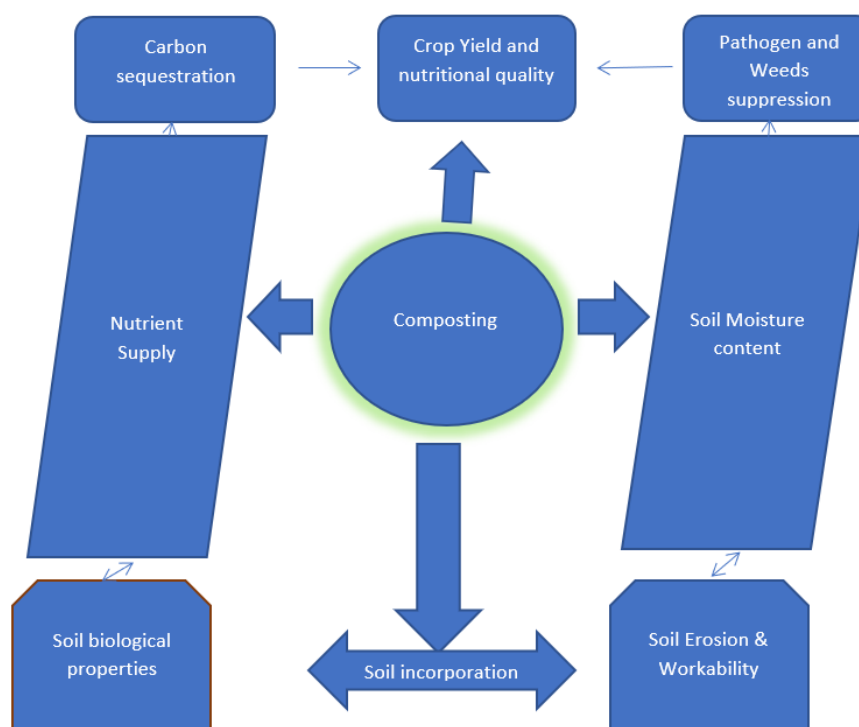 Carbon
sequestration
Crop Yield and
nutritional quality
Pathogen and
Weeds
suppression
Nutrient
Supply
Composting
Soil Moisture
content
Soil biological
properties
Soil incorporation
Soil Erosion &
Workability